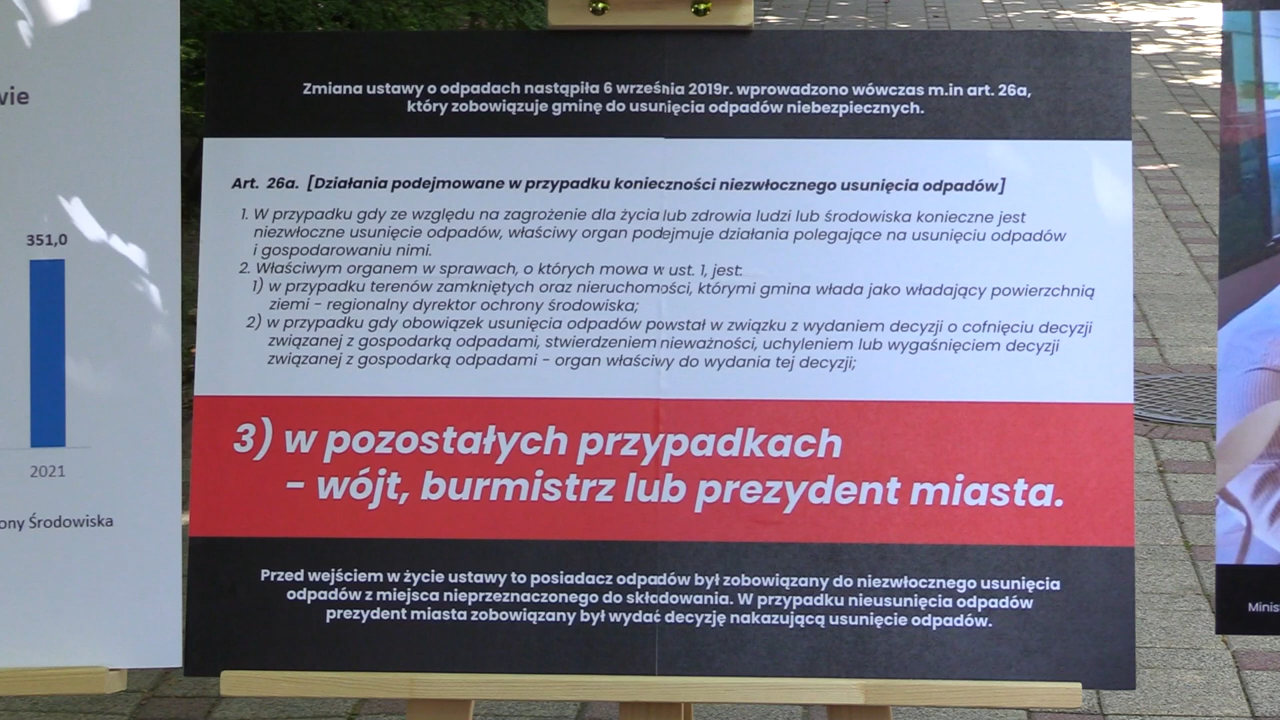 wie
351,0
2021
ony Środowiska
Zmiana ustawy o odpadach nastąpiła 6 września 2019r. wprowadzono wówczas m.in art. 26a,
który zobowiązuje gminę do usunięcia odpadów niebezpiecznych.
Art. 26a. [Działania podejmowane w przypadku konieczności niezwłocznego usunięcia odpadów]
1. W przypadku gdy ze względu na zagrożenie dla życia lub zdrowia ludzi lub środowiska konieczne jest
niezwłoczne usunięcie odpadów, właściwy organ podejmuje działania polegające na usunięciu odpadów
i gospodarowaniu nimi.
2. Właściwym organem w sprawach, o których mowa w ust. 1, jest:
1) w przypadku terenów zamkniętych oraz nieruchomości, którymi gmina włada jako władający powierzchnią
ziemi - regionalny dyrektor ochrony środowiska;
2) w przypadku gdy obowiązek usunięcia odpadów powstał w związku z wydaniem decyzji o cofnięciu decyzji
związanej z gospodarką odpadami, stwierdzeniem nieważności, uchyleniem lub wygaśnięciem decyzji
związanej z gospodarką odpadami - organ właściwy do wydania tej decyzji;
3) w pozostałych przypadkach
- wójt, burmistrz lub prezydent miasta.
Przed wejściem w życie ustawy to posiadacz odpadów był zobowiązany do niezwłocznego usunięcia
odpadów z miejsca nieprzeznaczonego do składowania. W przypadku nieusunięcia odpadów
prezydent miasta zobowiązany był wydać decyzję nakazującą usunięcie odpadów.
Minis